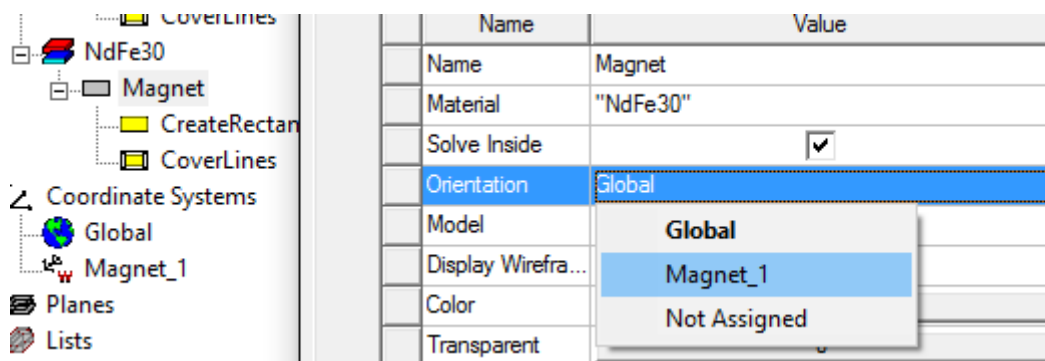 CoverLines
NdFe30
Magnet
CreateRectan
CoverLines
Coordinate Systems
Global
Magnet_1
Planes
Lists
Name Value
Name Magnet
Material "NdFe30"
Solve Inside
Orientation Global
Model
Display Wirefra...
Color
Transparent
Global
Magnet_1
Not Assigned